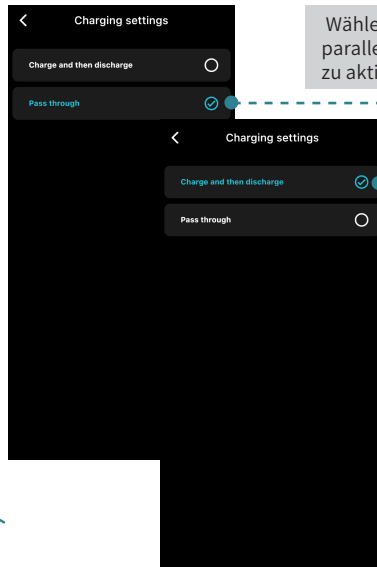 Charging settings
Charge and then discharge
Pass through
Wähle
paralle
zu akti
Charging settings
Charge and then discharge
Pass through